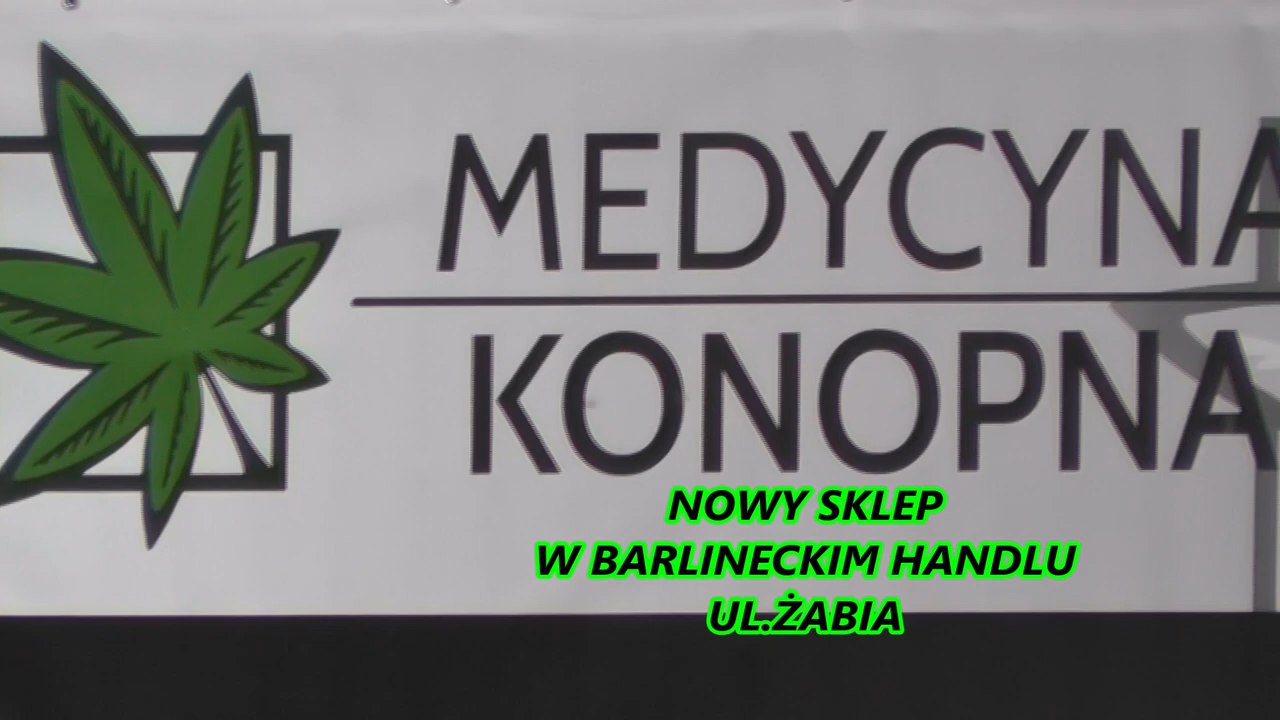 MEDYCYNA
KONOPNA
NOWY SKLEP
W BARLINECKIM HANDLU
UL.ŻABIA